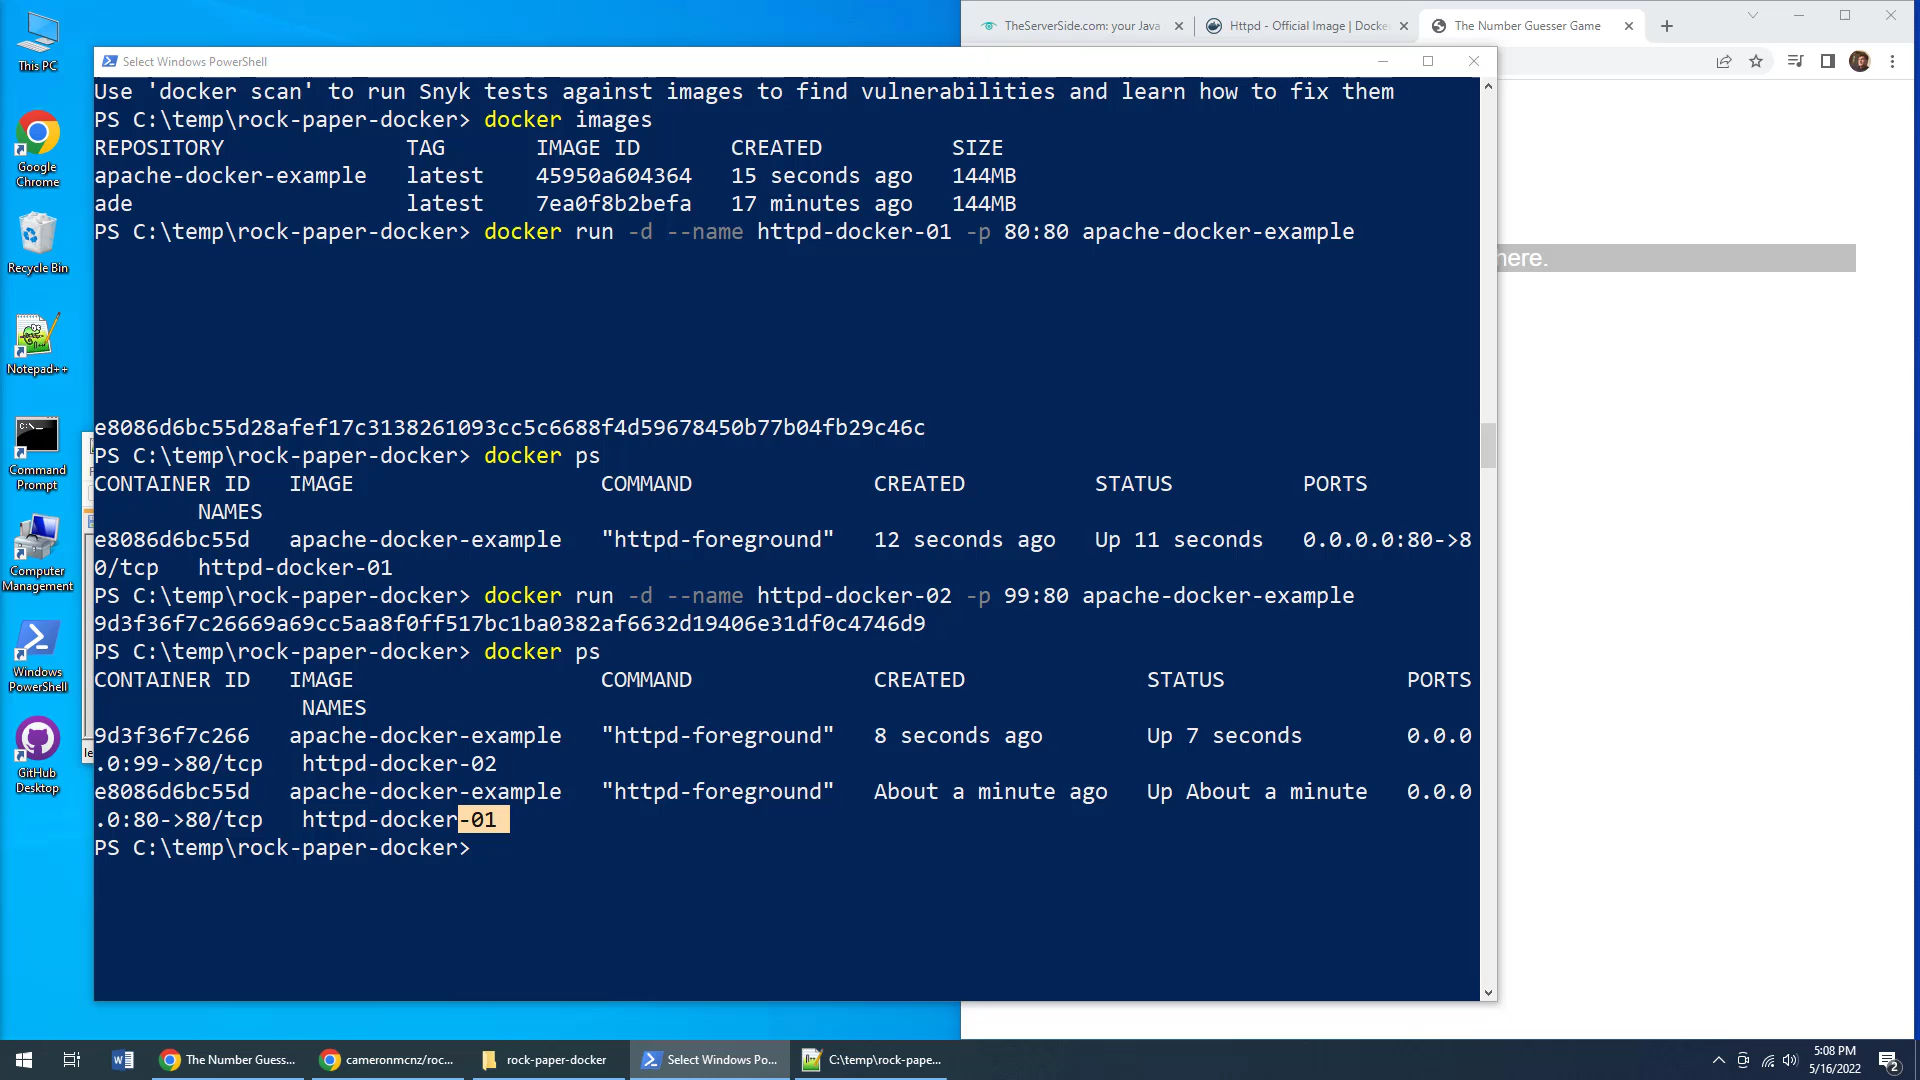 TheServerSide.com: your Java
Httpd - Official Image | Docke
The Number Guesser Game
Select Windows PowerShell
Use 'docker scan' to run Snyk tests against images to find vulnerabilities and learn how to fix them
PS C:\temp\rock-paper-docker> docker images
REPOSITORY TAG IMAGE ID CREATED SIZE
apache-docker-example latest 45950a604364 15 seconds ago 144MB
ade latest 7ea0f8b2befa 17 minutes ago 144MB
PS C:\temp\rock-paper-docker> docker run -d --name httpd-docker-01 -p 80:80 apache-docker-example
here.
e8086d6bc55d28afef17c3138261093cc5c6688f4d59678450b77b04fb29c46c
PS C:\temp\rock-paper-docker> docker ps
CONTAINER ID IMAGE COMMAND CREATED STATUS PORTS
NAMES
e8086d6bc55d apache-docker-example "httpd-foreground" 12 seconds ago Up 11 seconds 0.0.0.0:80->8
0/tcp httpd-docker-01
PS C:\temp\rock-paper-docker> docker run -d --name httpd-docker-02 -p 99:80 apache-docker-example
9d3f36f7c26669a69cc5aa8f0ff517bc1ba0382af6632d19406e31df0c4746d9
PS C:\temp\rock-paper-docker> docker ps
CONTAINER ID IMAGE COMMAND CREATED STATUS PORTS
NAMES
9d3f36f7c266 apache-docker-example "httpd-foreground" 8 seconds ago Up 7 seconds 0.0.0
.0:99->80/tcp httpd-docker-02
e8086d6bc55d apache-docker-example "httpd-foreground" About a minute ago Up About a minute 0.0.0
.0:80->80/tcp httpd-docker-01
PS C:\temp\rock-paper-docker>
This PC
Google
Chrome
Recycle Bin
Notepad++
Command
Prompt
Computer
Management
Windows
PowerShell
GitHub
Desktop
le
The Number Guess...
cameronmcnz/roc...
rock-paper-docker
Select Windows Po...
C:\temp\rock-pape...
5:08 PM
5/16/2022
2